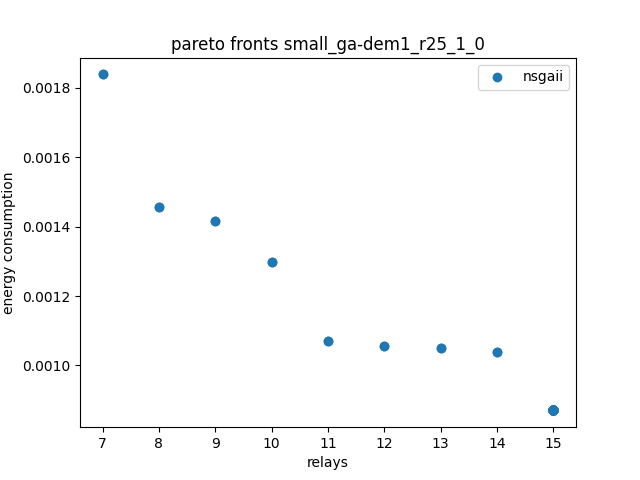 pareto fronts small_ga-dem1_r25_1_0
nsgaii
0.0018
0.0016
0.0014
0.0012
0.0010
energy consumption
7 8 9 10 11 12 13 14 15
relays